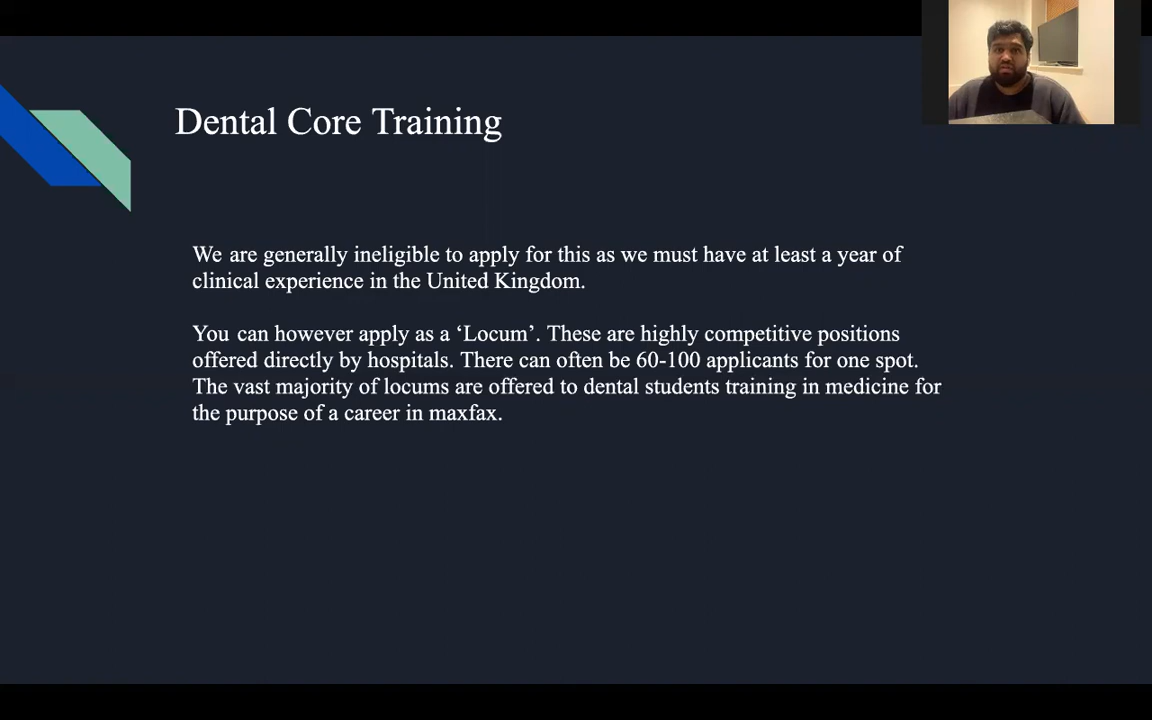 Dental Core Training
We are generally ineligible to apply for this as we must have at least a year of
clinical experience in the United Kingdom.
You can however apply as a ‘Locum’. These are highly competitive positions
offered directly by hospitals. There can often be 60-100 applicants for one spot.
The vast majority of locums are offered to dental students training in medicine for
the purpose of a career in maxfax.